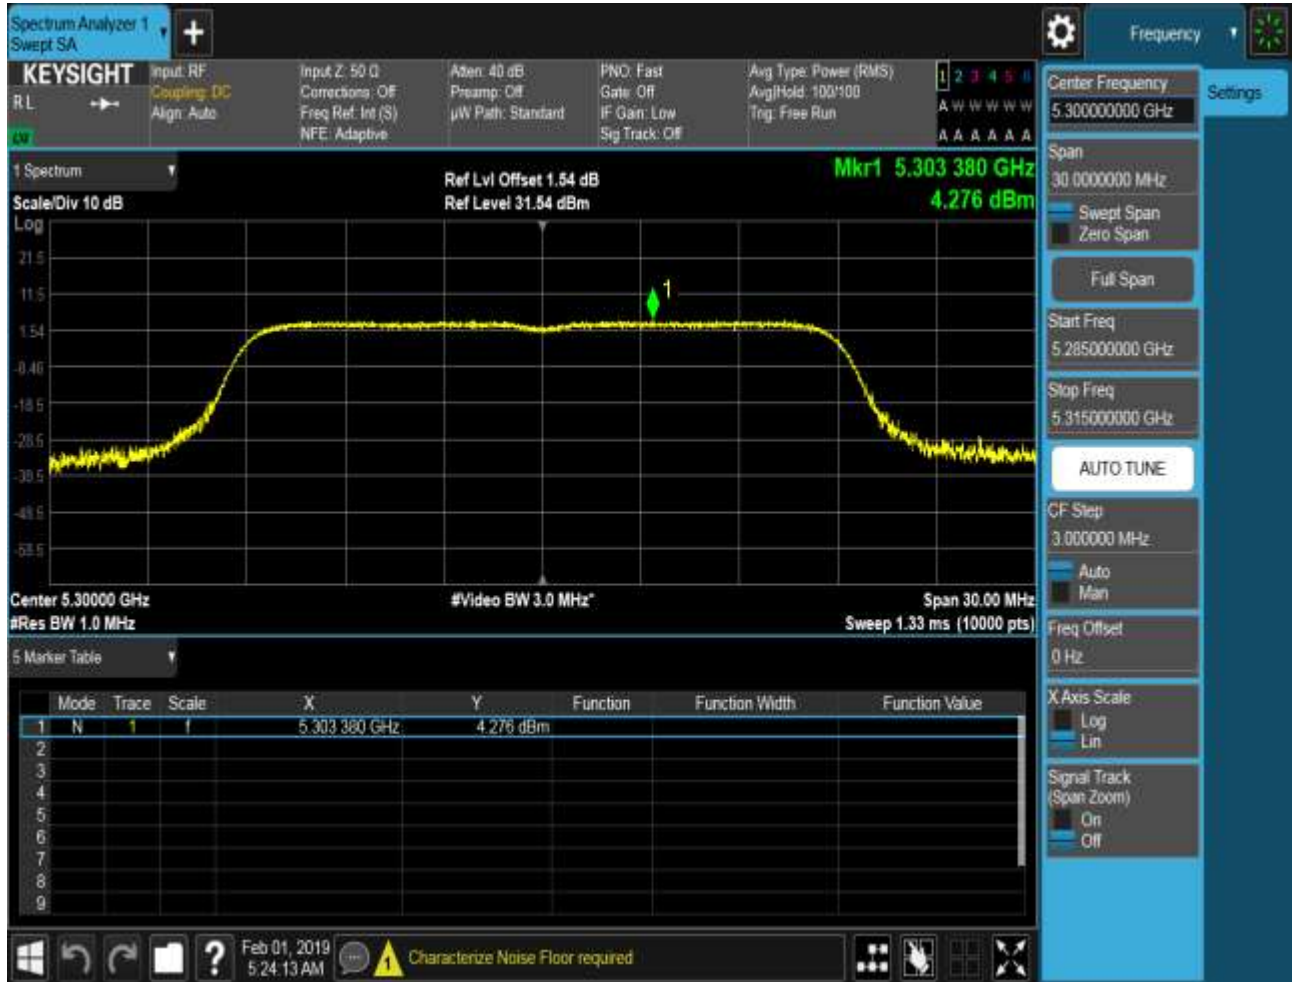 Spectrum Analyzer 1
Swept SA
+
Frequency
KEYSIGHT
R L
Input: RF
Coupling: DC
Align: Auto
Input Z: 50 Ω
Corrections: Off
Freq Ref: Int (S)
NFE: Adaptive
Atten: 40 dB
Preamp: Off
µW Path: Standard
PNO: Fast
Gate: Off
IF Gain: Low
Sig Track: Off
Avg Type: Power (RMS)
Avg|Hold: 100/100
Trig: Free Run
1 2 3 4 5 6
A W W W W W
A A A A A A
1 Spectrum
Scale/Div 10 dB
Ref Lvl Offset 1.54 dB
Ref Level 31.54 dBm
Mkr1 5.303 380 GHz
4.276 dBm
Log
21.5
11.5
1.54
-8.46
-18.5
-28.5
-38.5
-48.5
-58.5
1
Center 5.30000 GHz
#Res BW 1.0 MHz
#Video BW 3.0 MHz*
Span 30.00 MHz
Sweep 1.33 ms (10000 pts)
5 Marker Table
Mode Trace Scale X Y Function Function Width Function Value
1 N 1 f 5.303 380 GHz 4.276 dBm
2
3
4
5
6
7
8
9
Center Frequency
5.300000000 GHz
Settings
Span
30.0000000 MHz
Swept Span
Zero Span
Full Span
Start Freq
5.285000000 GHz
Stop Freq
5.315000000 GHz
AUTO TUNE
CF Step
3.000000 MHz
Auto
Man
Freq Offset
0 Hz
X Axis Scale
Log
Lin
Signal Track
(Span Zoom)
On
Off
?
Feb 01, 2019
5:24:13 AM
1
Characterize Noise Floor required